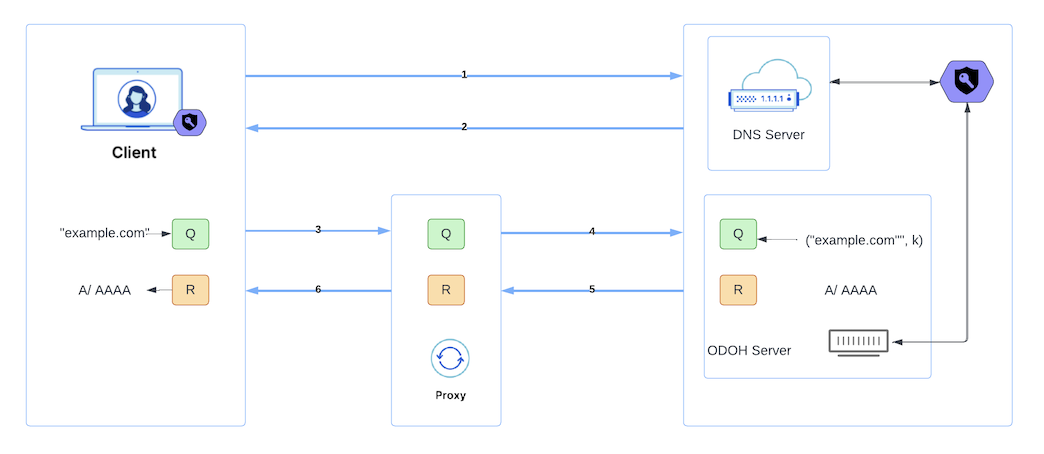 1
1.1.1.1
2
DNS Server
Client
"example.com"
Q
3
Q
4
Q
("example.com"", k)
A/ AAAA
R
6
R
5
R
A/ AAAA
ODOH Server
Proxy